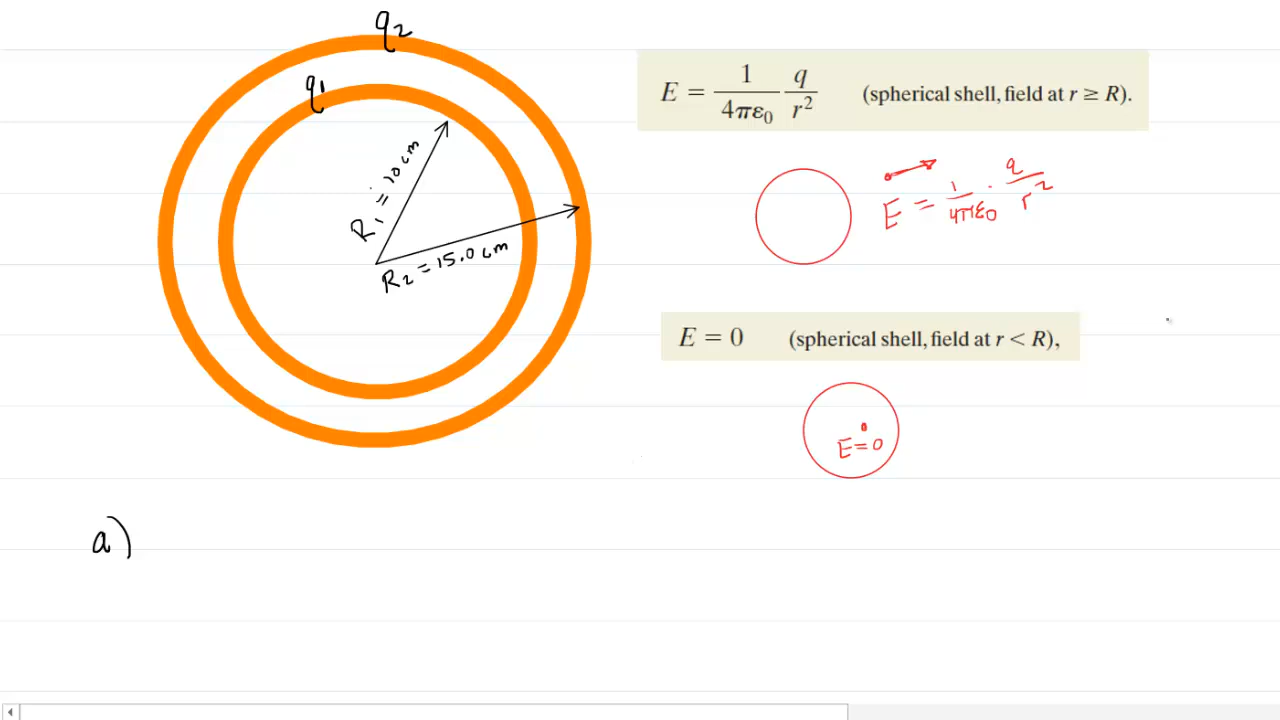 q2
q1
R1 = 10 cm
R2 = 15.0 cm
E = 1/4πε0 q/r² (spherical shell, field at r ≥ R).
E = 1/4πε0 · q/r²
E = 0 (spherical shell, field at r < R),
E = 0
a)